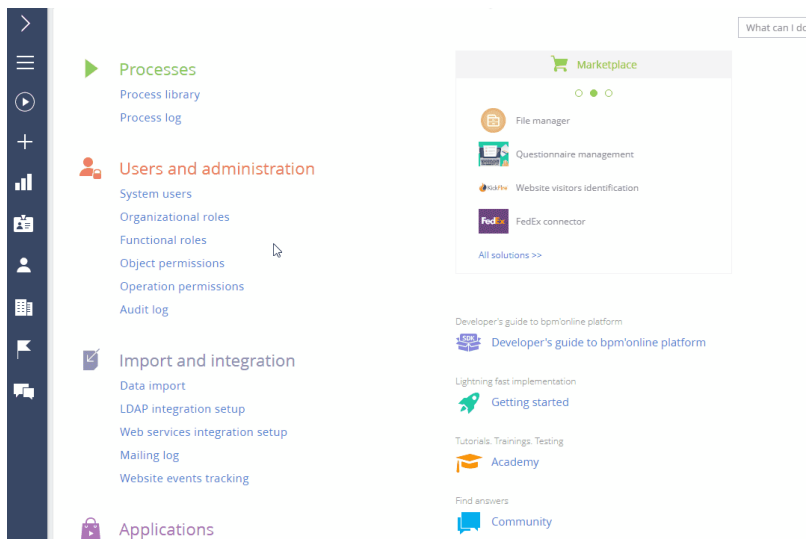 What can I do
Processes
Process library
Process log
Users and administration
System users
Organizational roles
Functional roles
Object permissions
Operation permissions
Audit log
Import and integration
Data import
LDAP integration setup
Web services integration setup
Mailing log
Website events tracking
Applications
Marketplace
File manager
Questionnaire management
KickFire
Website visitors identification
FedEx
FedEx connector
All solutions >>
Developer's guide to bpm'online platform
SDK
Developer's guide to bpm'online platform
Lightning fast implementation
Getting started
Tutorials. Trainings. Testing
Academy
Find answers
Community